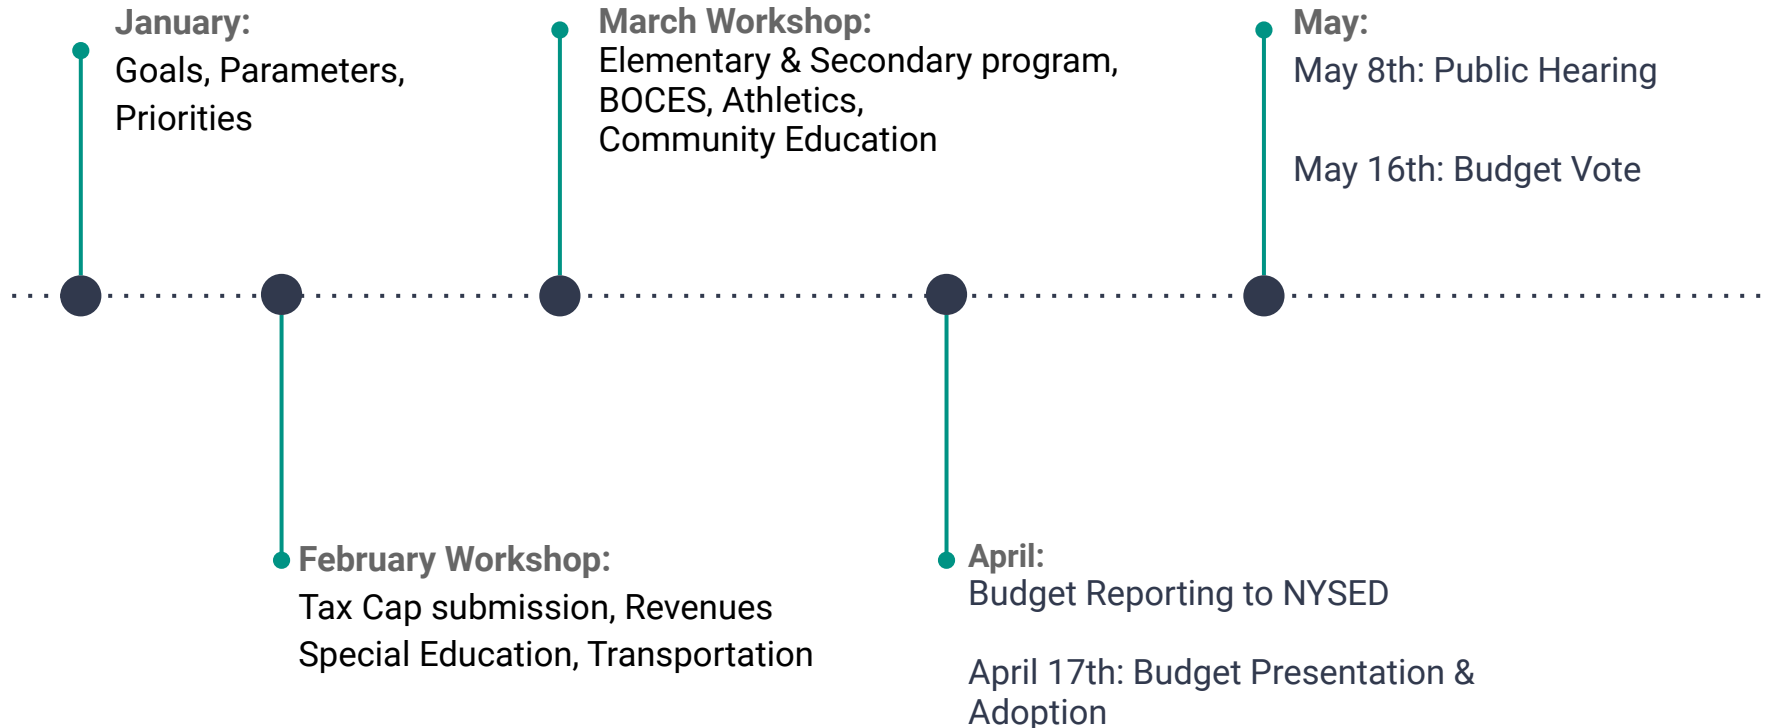 January:
Goals, Parameters,
Priorities
February Workshop:
Tax Cap submission, Revenues
Special Education, Transportation
March Workshop:
Elementary & Secondary program,
BOCES, Athletics,
Community Education
April:
Budget Reporting to NYSED
April 17th: Budget Presentation &
Adoption
May:
May 8th: Public Hearing
May 16th: Budget Vote